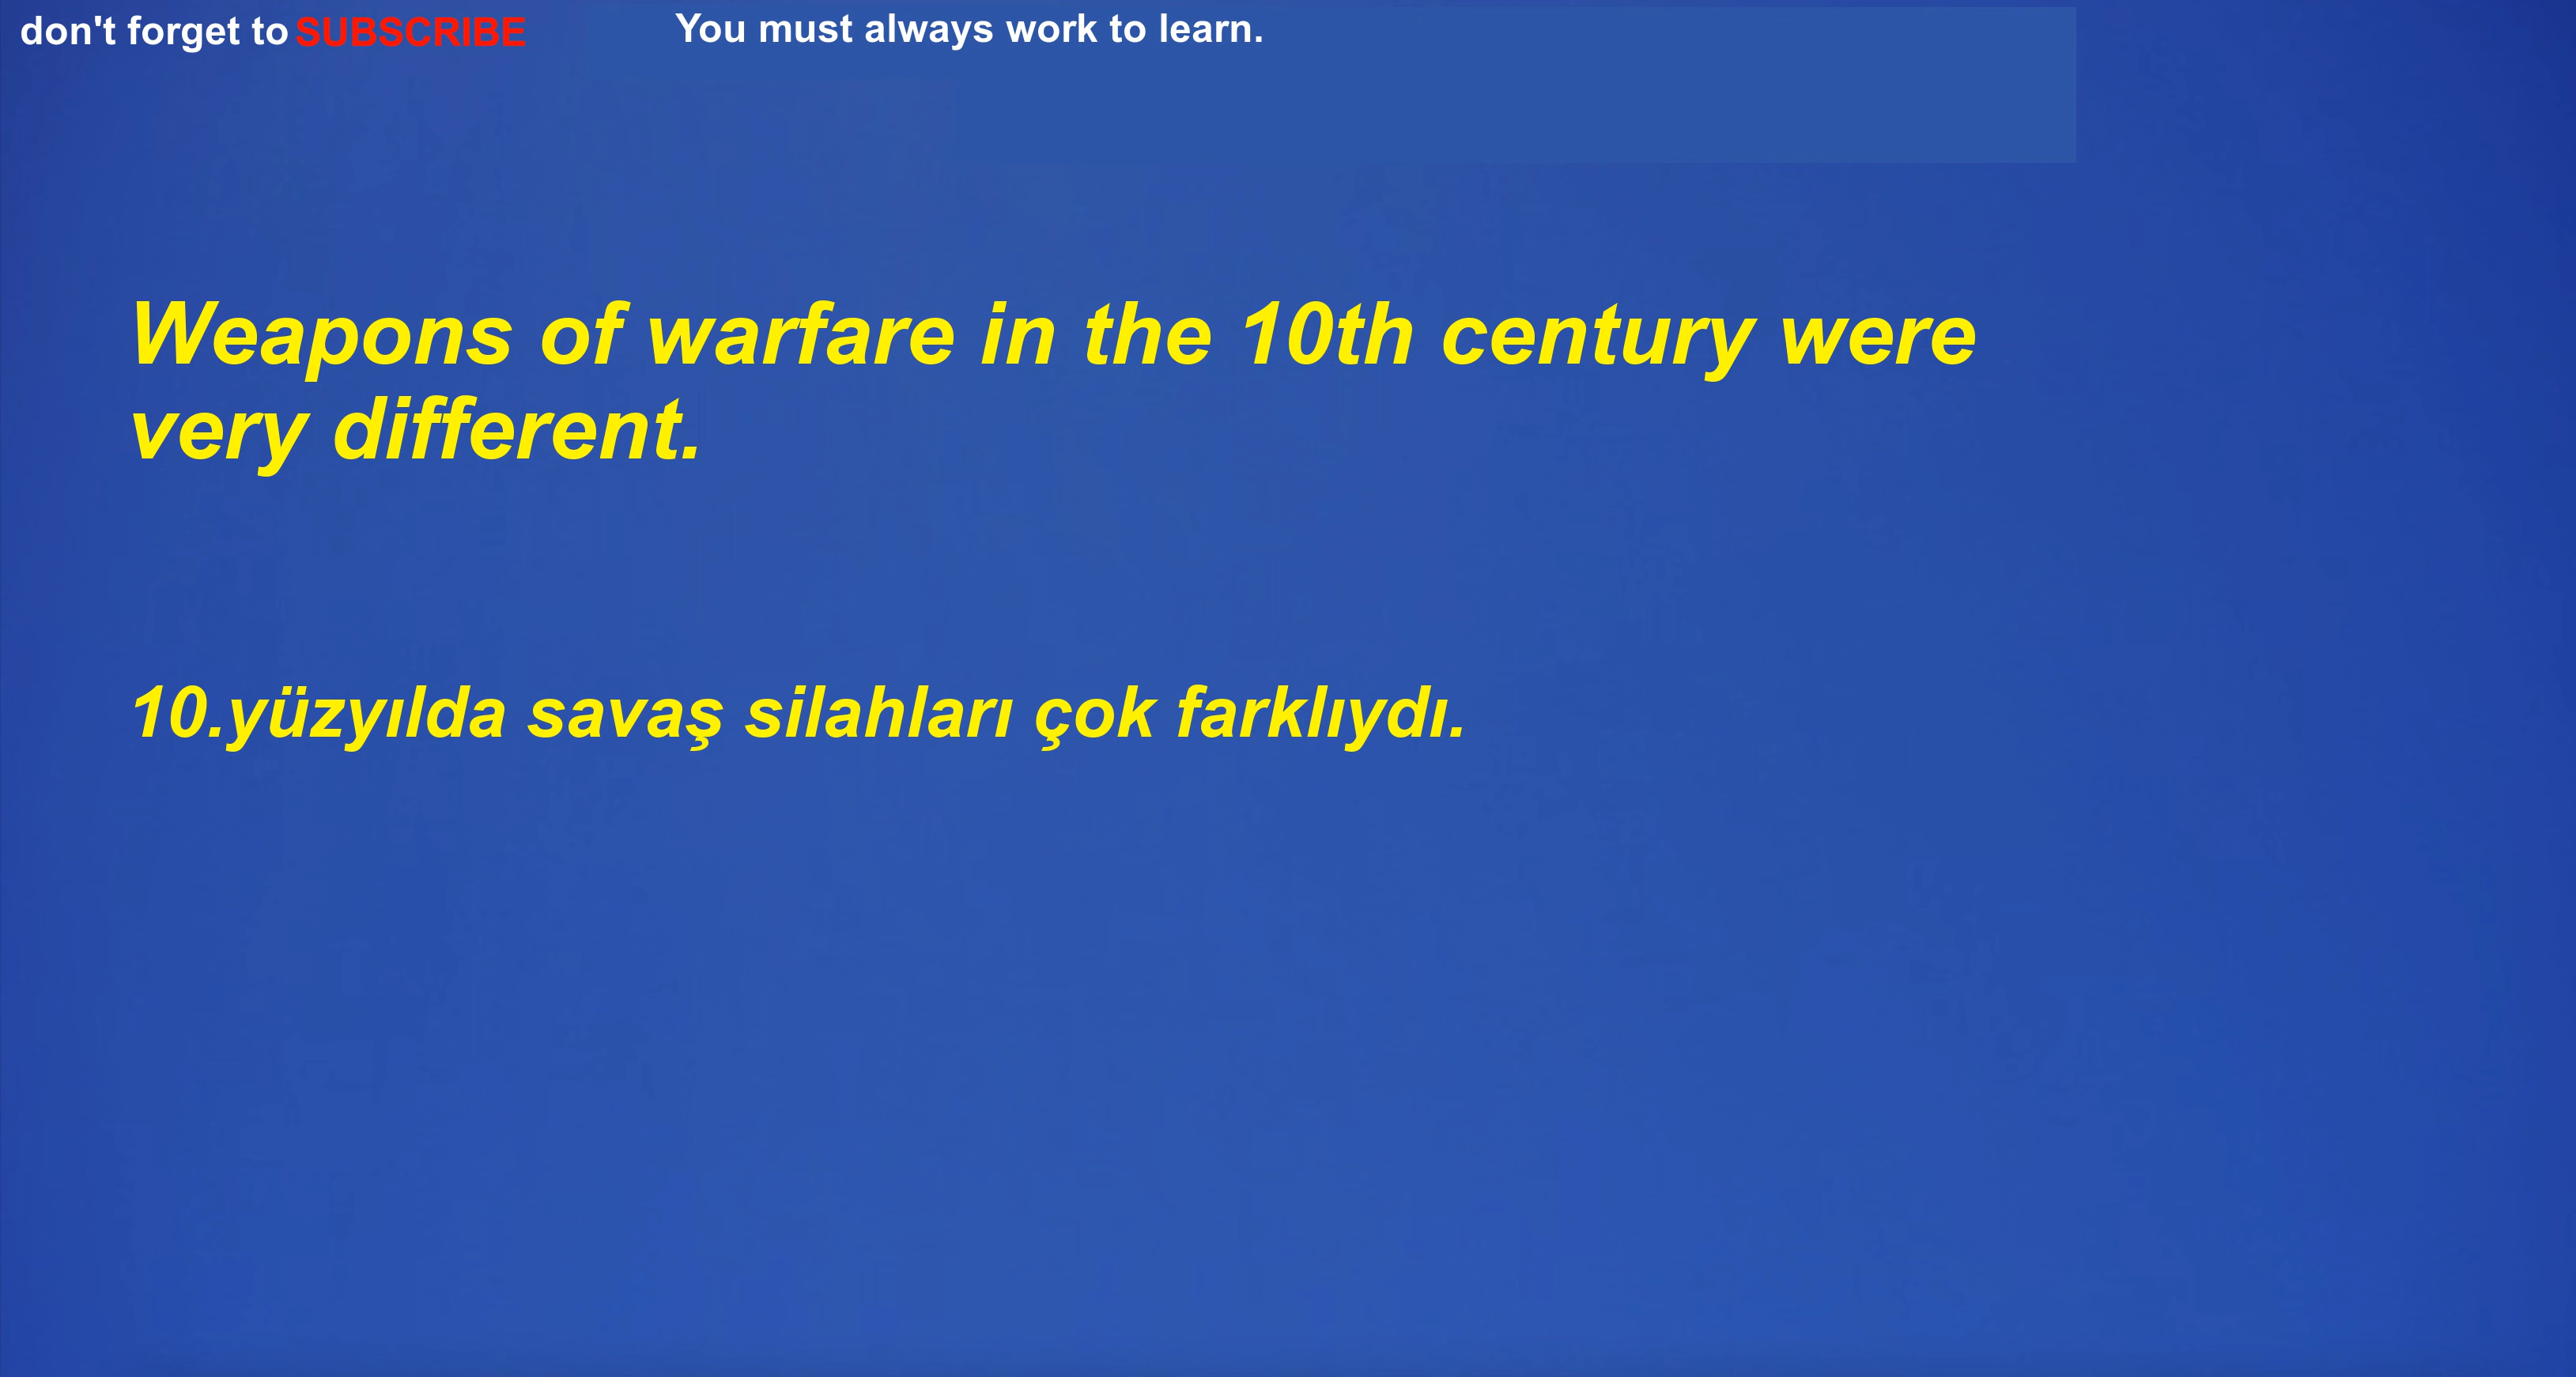 don't forget to SUBSCRIBE
You must always work to learn.
Weapons of warfare in the 10th century were
very different.
10.yüzyılda savaş silahları çok farklıydı.